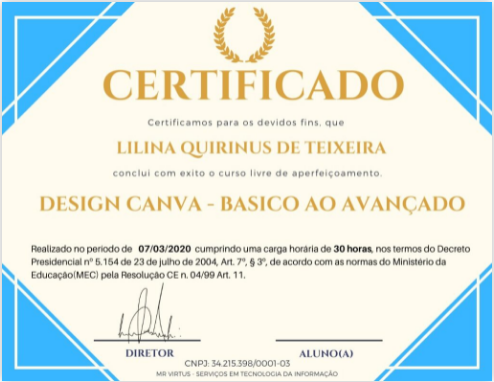 CERTIFICADO
Certificamos para os devidos fins, que
LILINA QUIRINUS DE TEIXEIRA
conclui com exito o curso livre de aperfeiçoamento.
DESIGN CANVA - BASICO AO AVANÇADO
Realizado no periodo de 07/03/2020 cumprindo uma carga horária de 30 horas, nos termos do Decreto
Presidencial nº 5.154 de 23 de julho de 2004, Art. 7º, § 3º, de acordo com as normas do Ministério da
Educação(MEC) pela Resolução CE n. 04/99 Art. 11.
DIRETOR
ALUNO(A)
CNPJ: 34.215.398/0001-03
MR VIRTUS - SERVIÇOS EM TECNOLOGIA DA INFORMAÇÃO